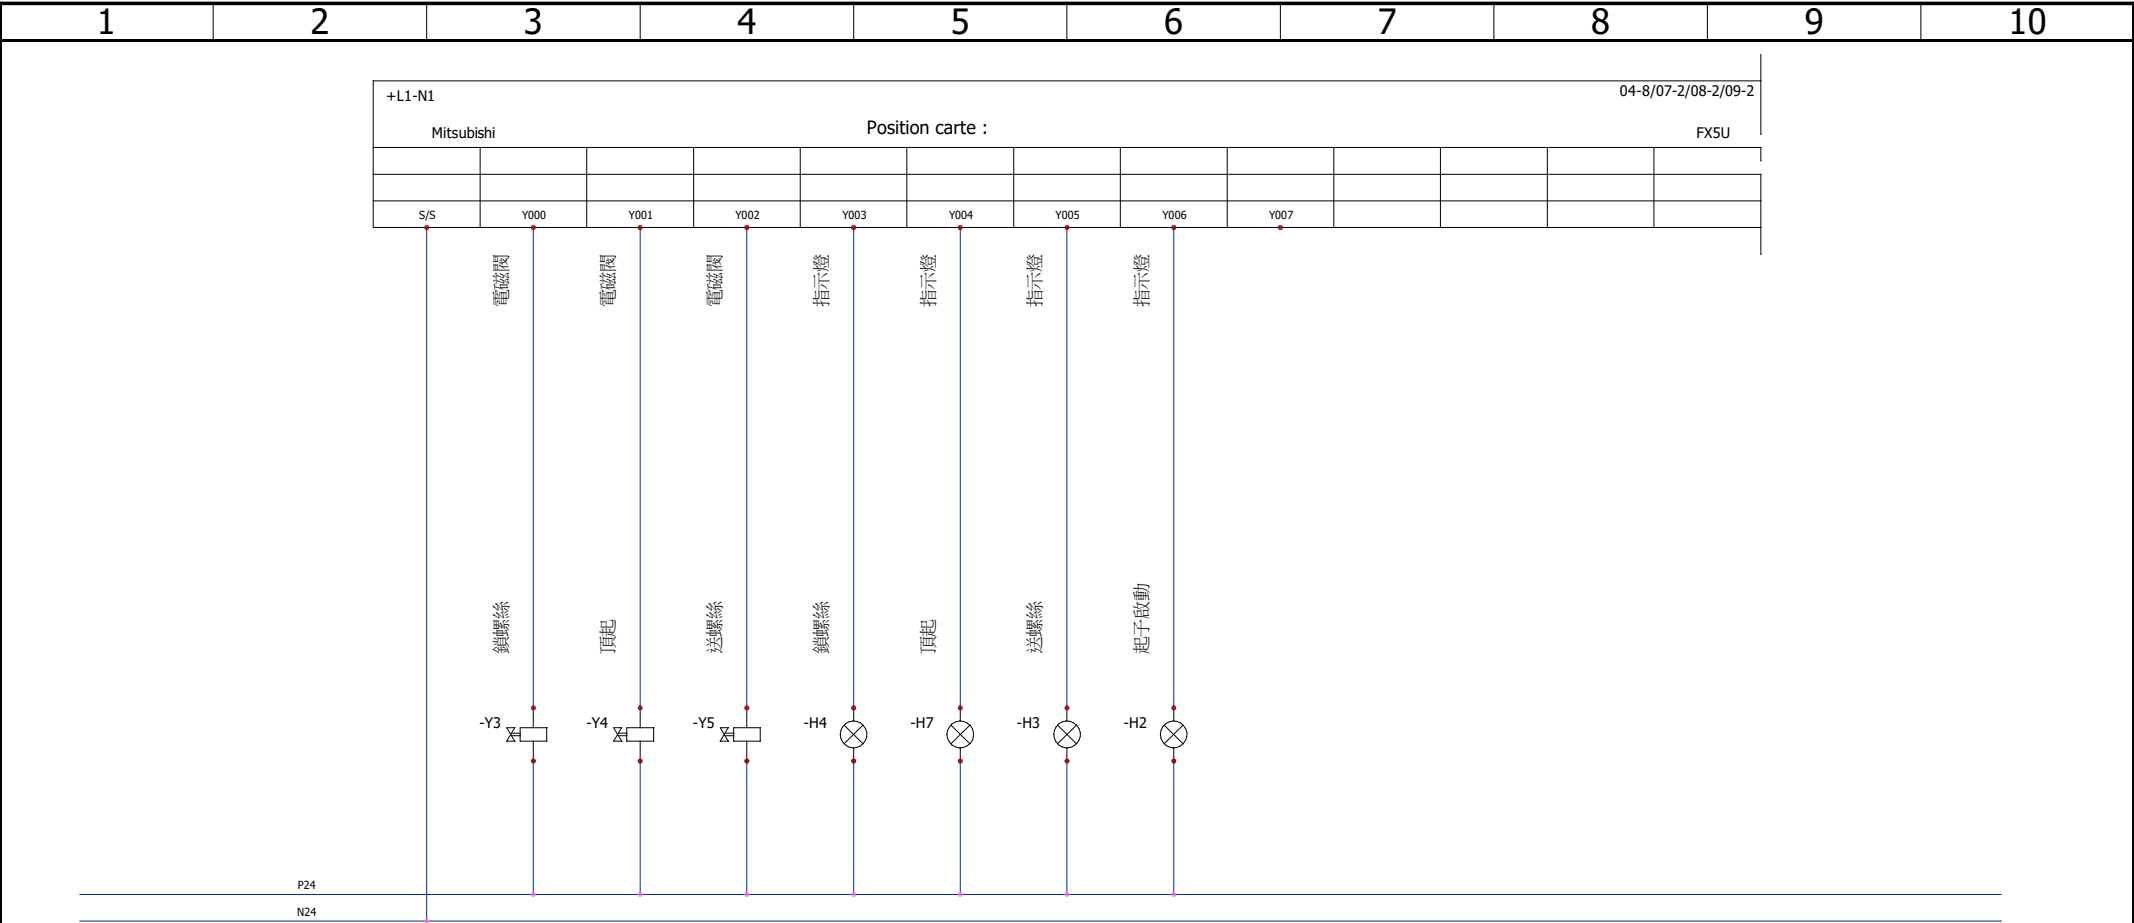 1 2 3 4 5 6 7 8 9 10
+L1-N1 04-8/07-2/08-2/09-2
Mitsubishi Position carte : FX5U
S/S Y000 Y001 Y002 Y003 Y004 Y005 Y006 Y007
電磁閥 電磁閥 電磁閥 指示燈 指示燈 指示燈 指示燈
鎖螺絲 頂起 送螺絲 鎖螺絲 頂起 送螺絲 起子啟動
-Y3 -Y4 -Y5 -H4 -H7 -H3 -H2
P24
N24